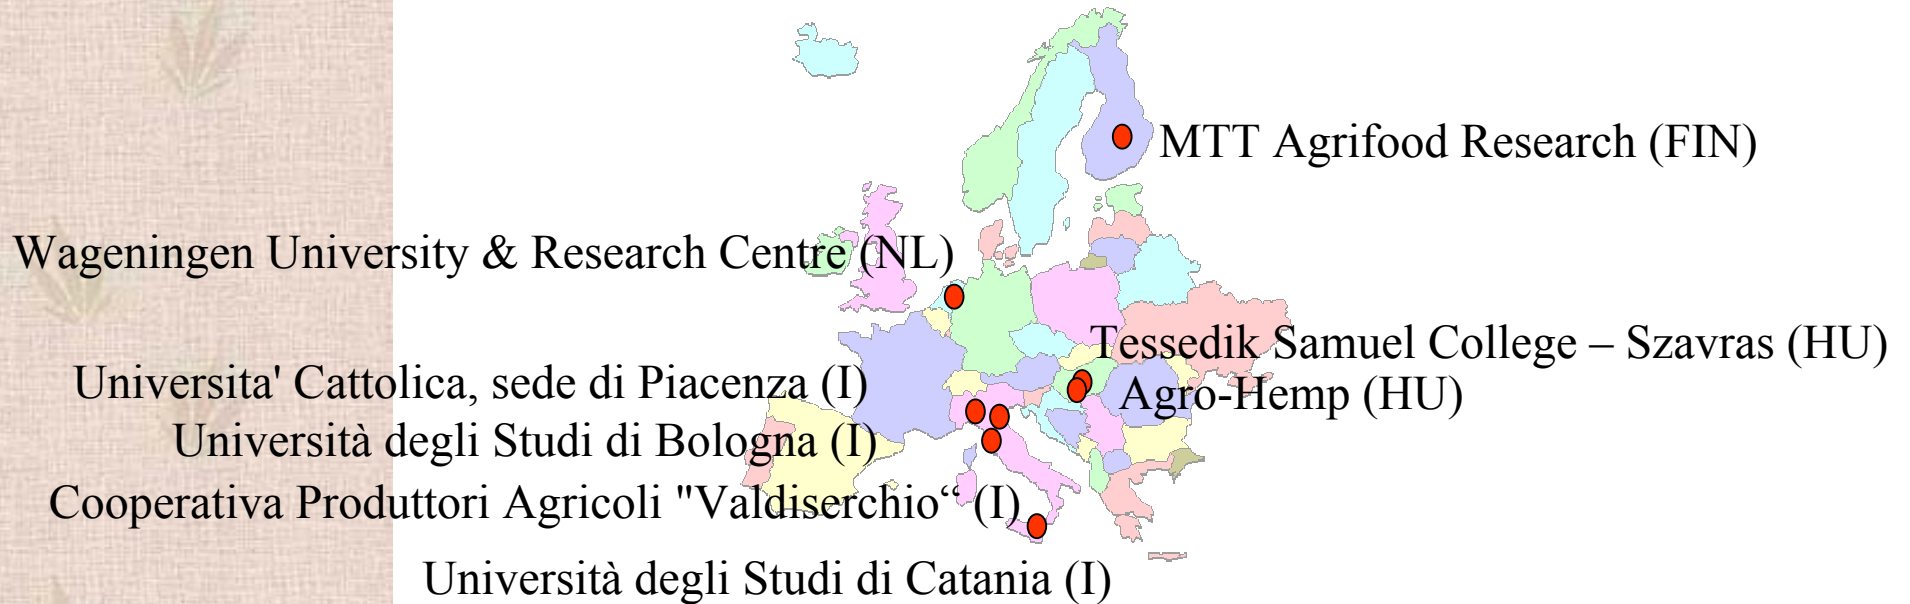 MTT Agrifood Research (FIN)
Wageningen University & Research Centre (NL)
Tessedik Samuel College – Szavras (HU)
Universita' Cattolica, sede di Piacenza (I)
Agro-Hemp (HU)
Università degli Studi di Bologna (I)
Cooperativa Produttori Agricoli "Valdiserchio“ (I)
Università degli Studi di Catania (I)